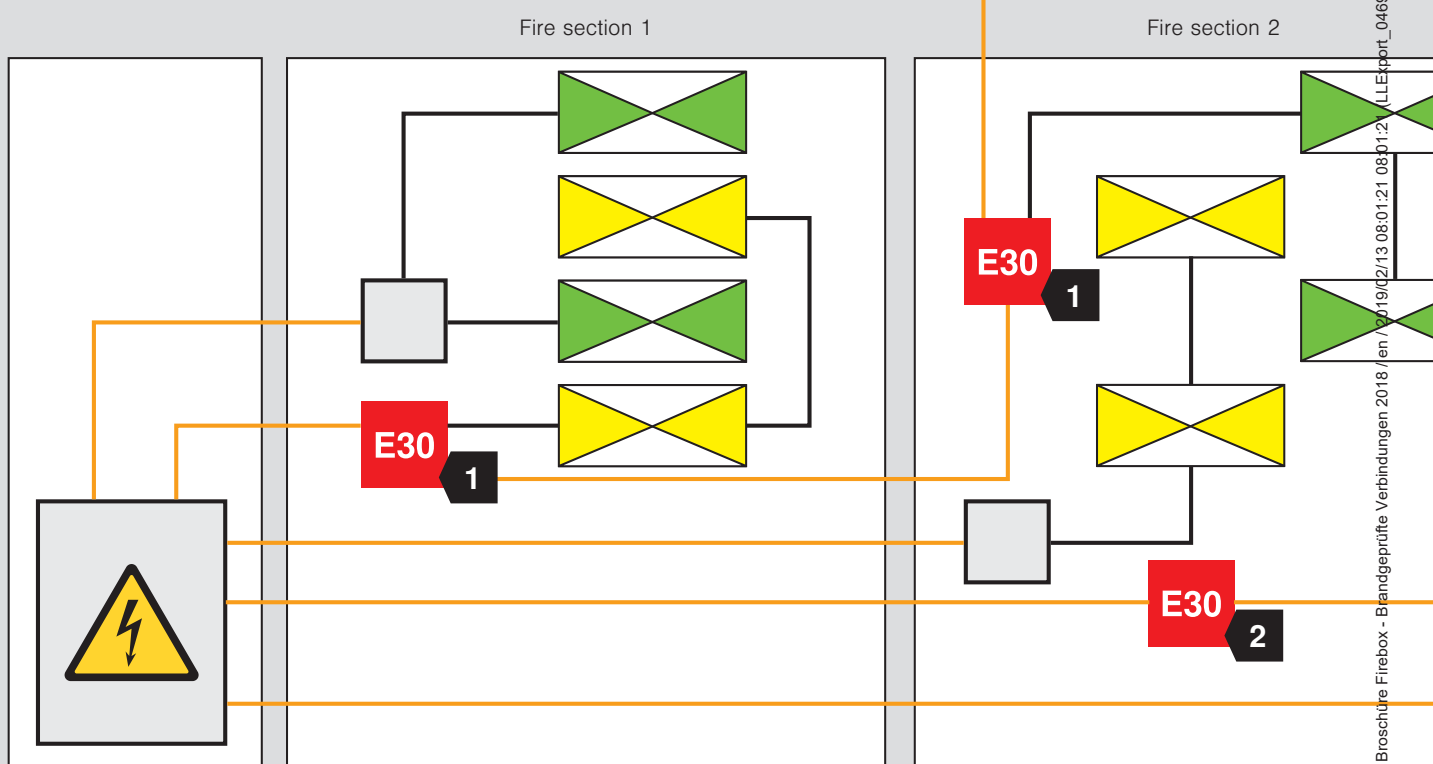 Fire section 1
Fire section 2
E30
1
E30
1
E30
2
Broschüre Firebox - Brandgeprüfte Verbindungen 2018 / en / 2019/02/13 08:01:21 08:01:21 (LLExport_0469